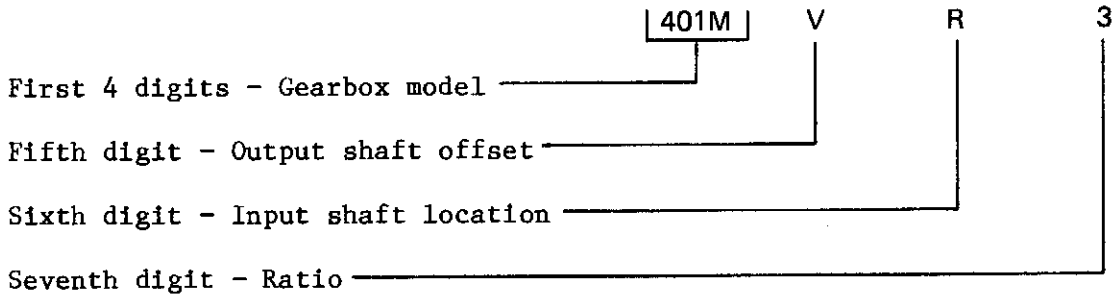 401M V R 3
First 4 digits - Gearbox model
Fifth digit - Output shaft offset
Sixth digit - Input shaft location
Seventh digit - Ratio